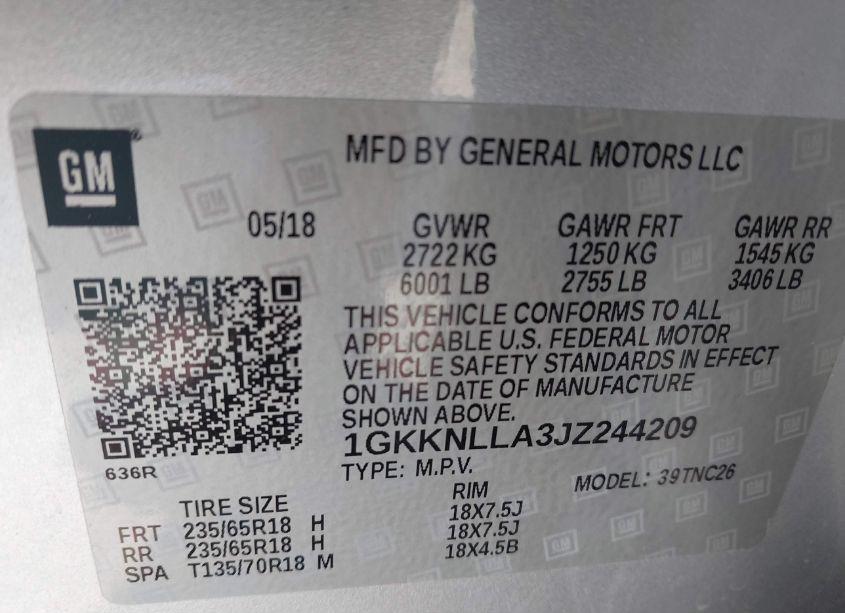 GM
MFD BY GENERAL MOTORS LLC
05/18 GVWR GAWR FRT GAWR RR
2722 KG 1250 KG 1545 KG
6001 LB 2755 LB 3406 LB
THIS VEHICLE CONFORMS TO ALL
APPLICABLE U.S. FEDERAL MOTOR
VEHICLE SAFETY STANDARDS IN EFFECT
ON THE DATE OF MANUFACTURE
SHOWN ABOVE.
1GKKNLLA3JZ244209
636R
TYPE: M.P.V. MODEL: 39TNC26
TIRE SIZE RIM
FRT 235/65R18 H 18X7.5J
RR 235/65R18 H 18X7.5J
SPA T135/70R18 M 18X4.5B